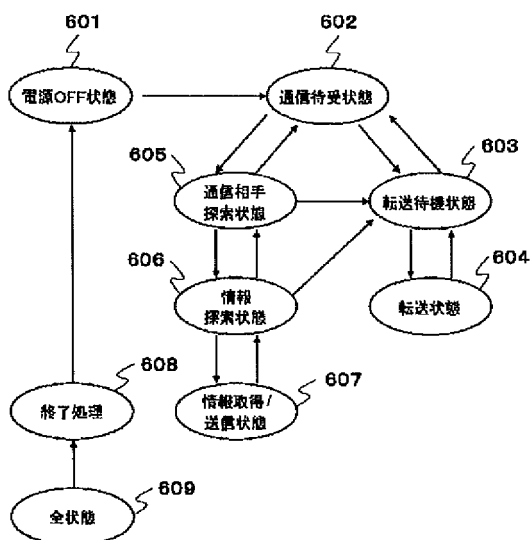 601
602
電源OFF状態
通信待受状態
603
605
通信相手
探索状態
転送待機状態
604
606
情報
探索状態
転送状態
608
607
終了処理
情報取得/
送信状態
609
全状態